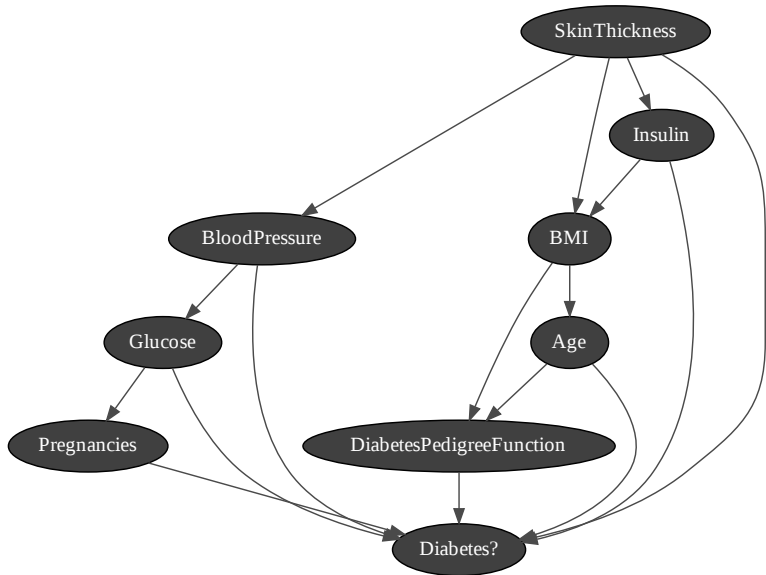 SkinThickness
Insulin
BloodPressure
BMI
Glucose
Age
Pregnancies
DiabetesPedigreeFunction
Diabetes?